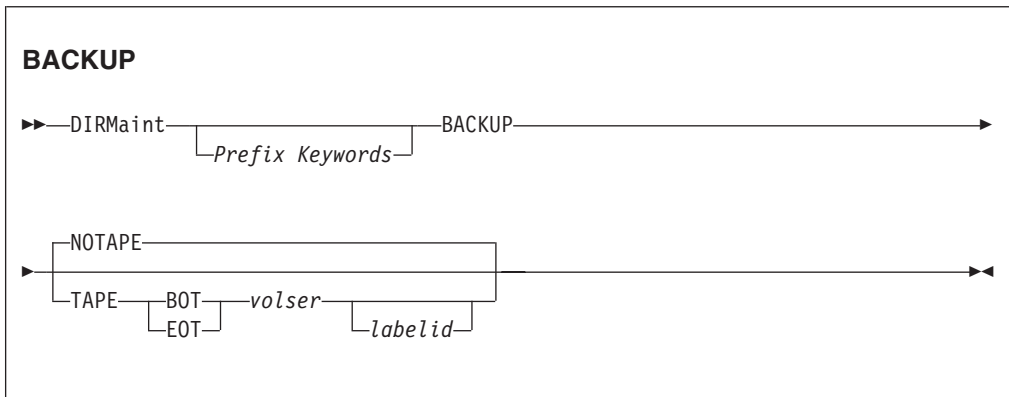 BACKUP
DIRMaint BACKUP
Prefix Keywords
NOTAPE
TAPE BOT volser
EOT labelid